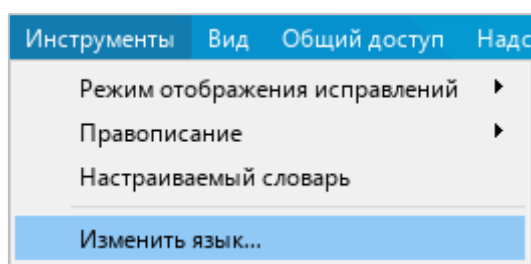 Инструменты Вид Общий доступ
Режим отображения исправлений
Правописание
Настраиваемый словарь
Изменить язык...